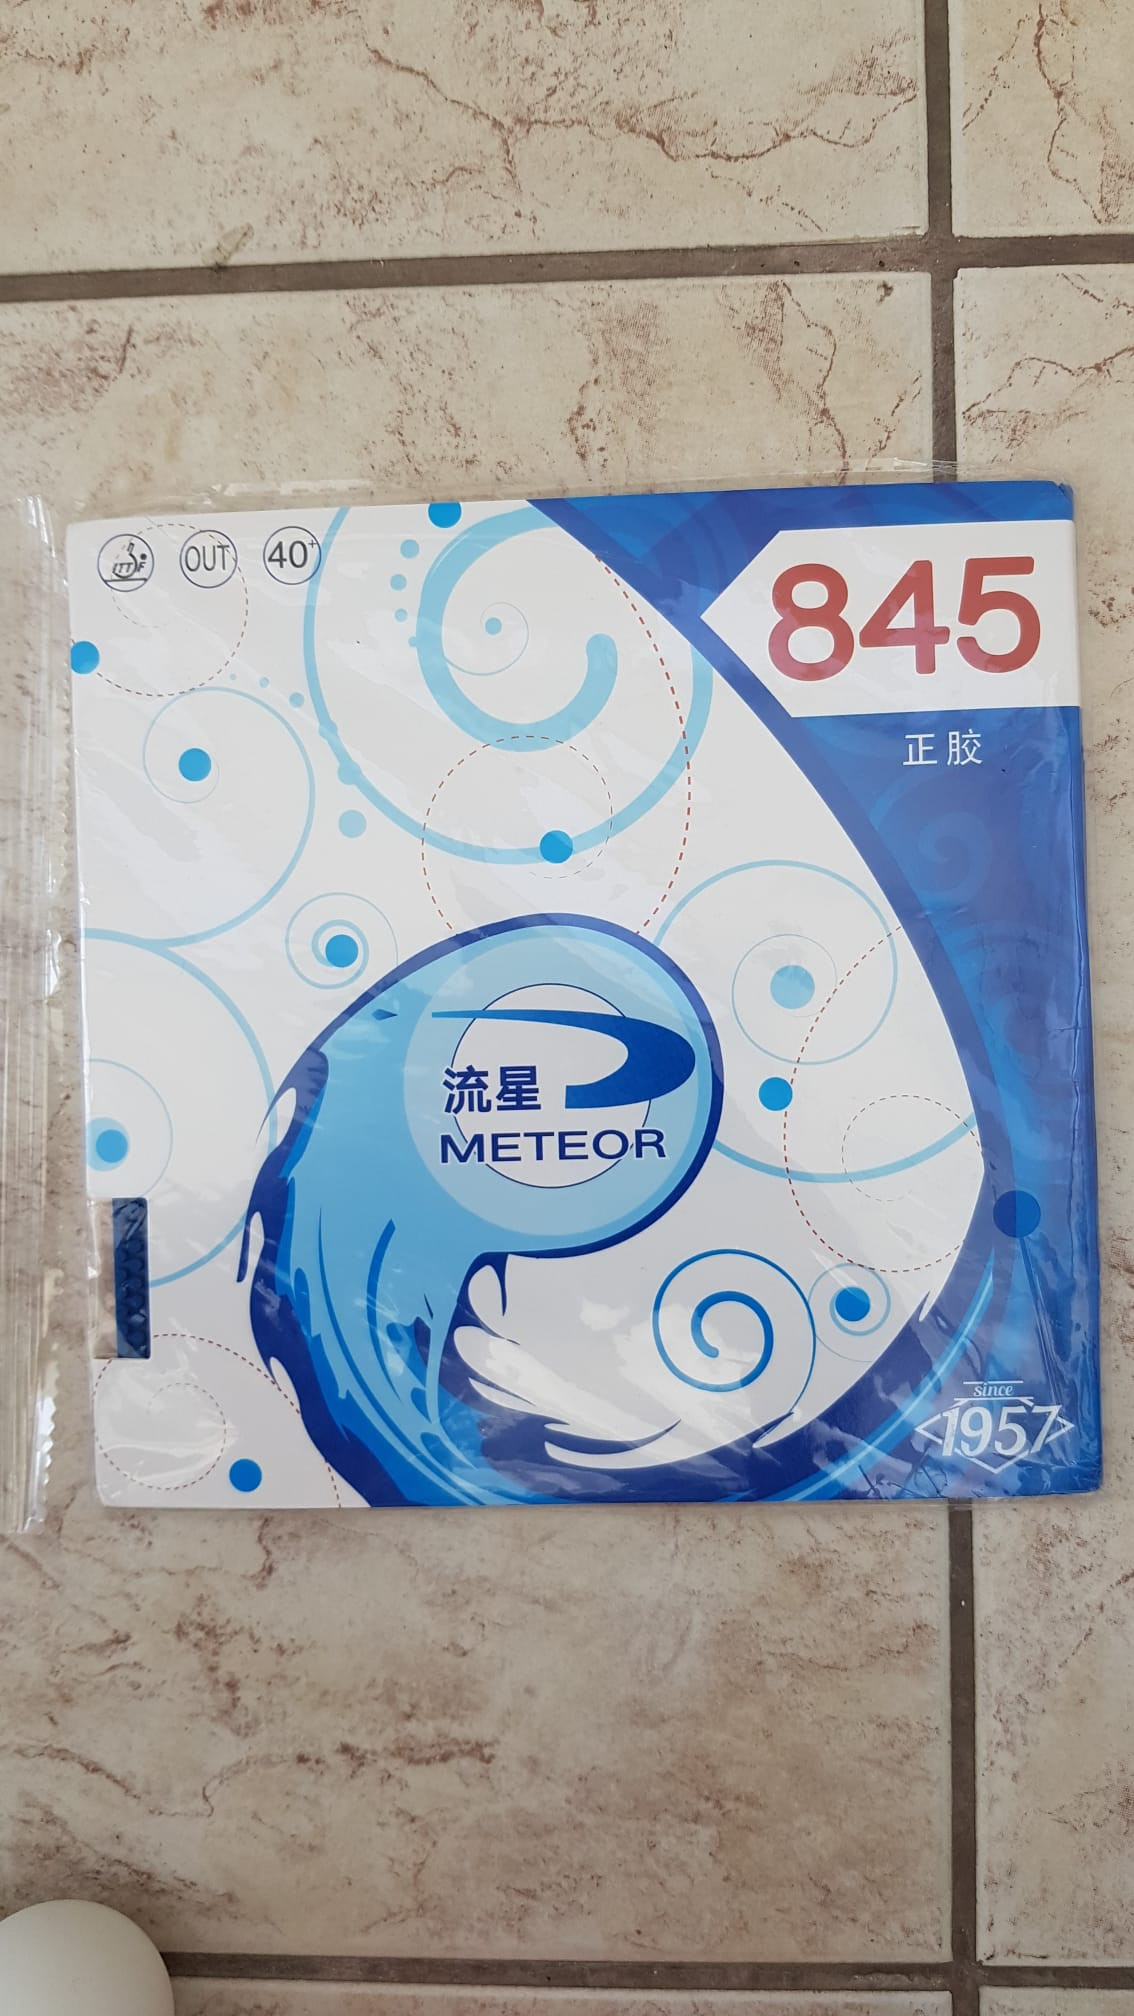 ITTF
OUT
40+
845
正胶
流星
METEOR
since
1957